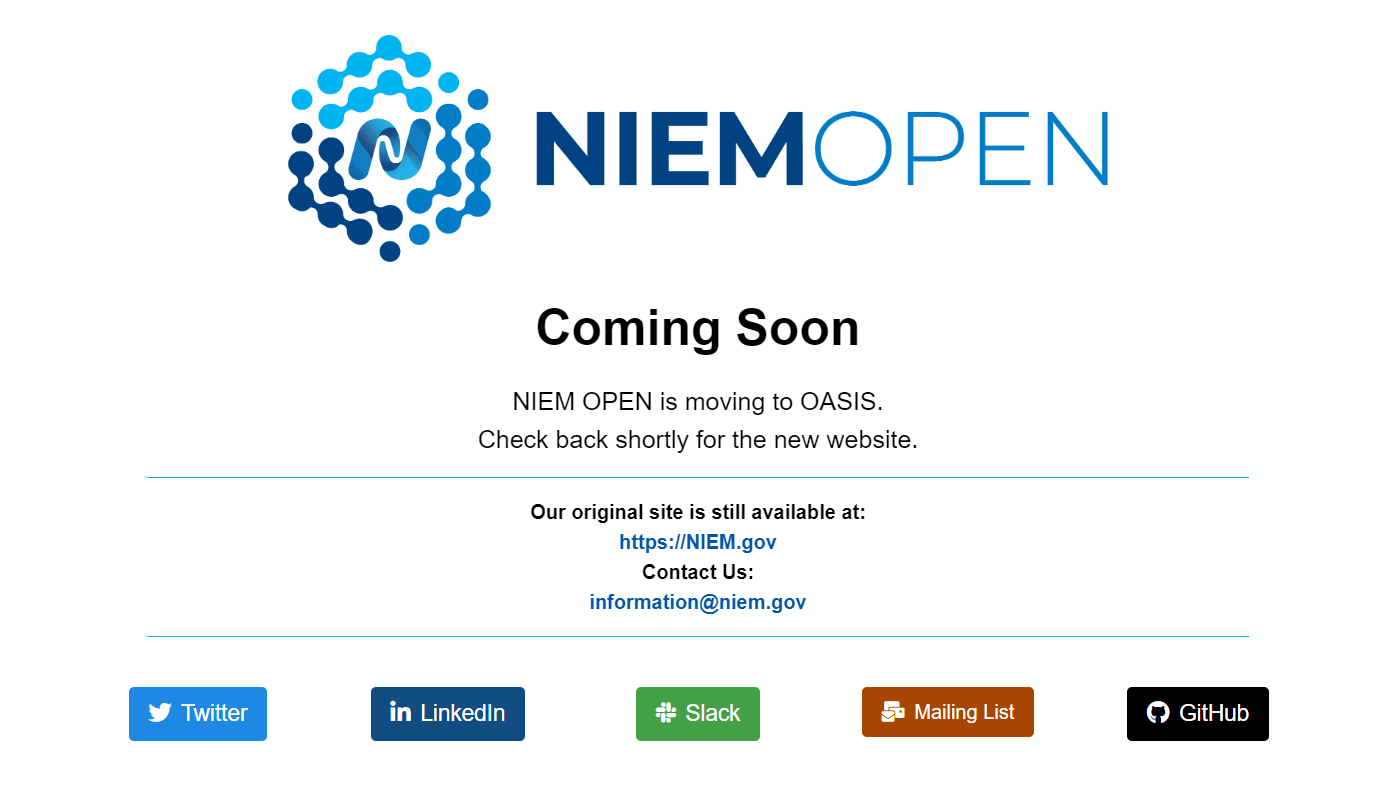 NIEMOPEN
Coming Soon
NIEM OPEN is moving to OASIS.
Check back shortly for the new website.
Our original site is still available at:
https://NIEM.gov
Contact Us:
information@niem.gov
Twitter
LinkedIn
Slack
Mailing List
GitHub